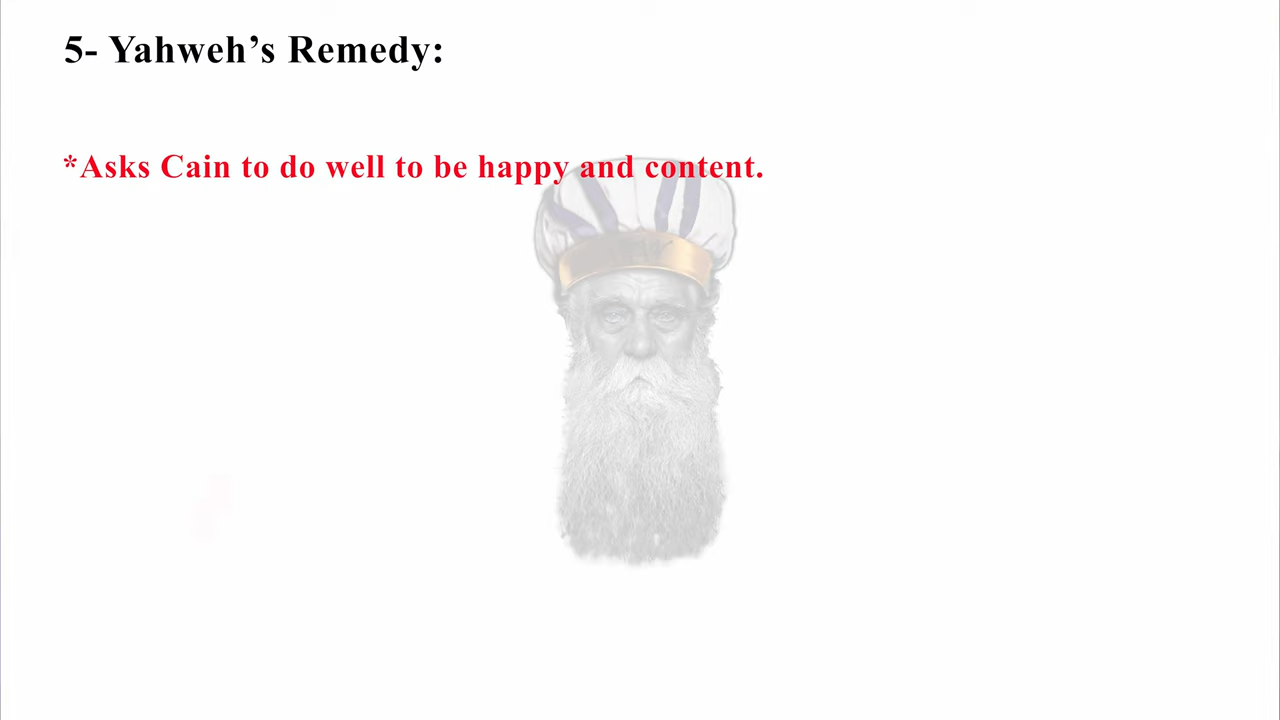 5- Yahweh’s Remedy:
*Asks Cain to do well to be happy and content.